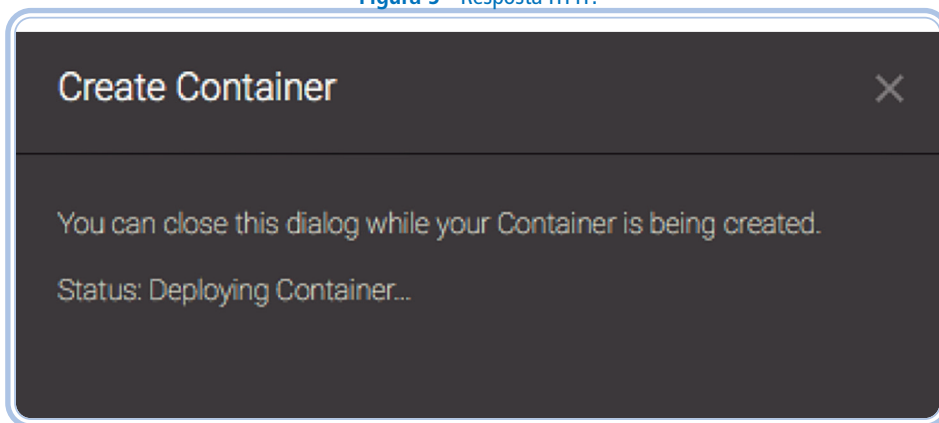 Create Container
You can close this dialog while your Container is being created.
Status: Deploying Container...